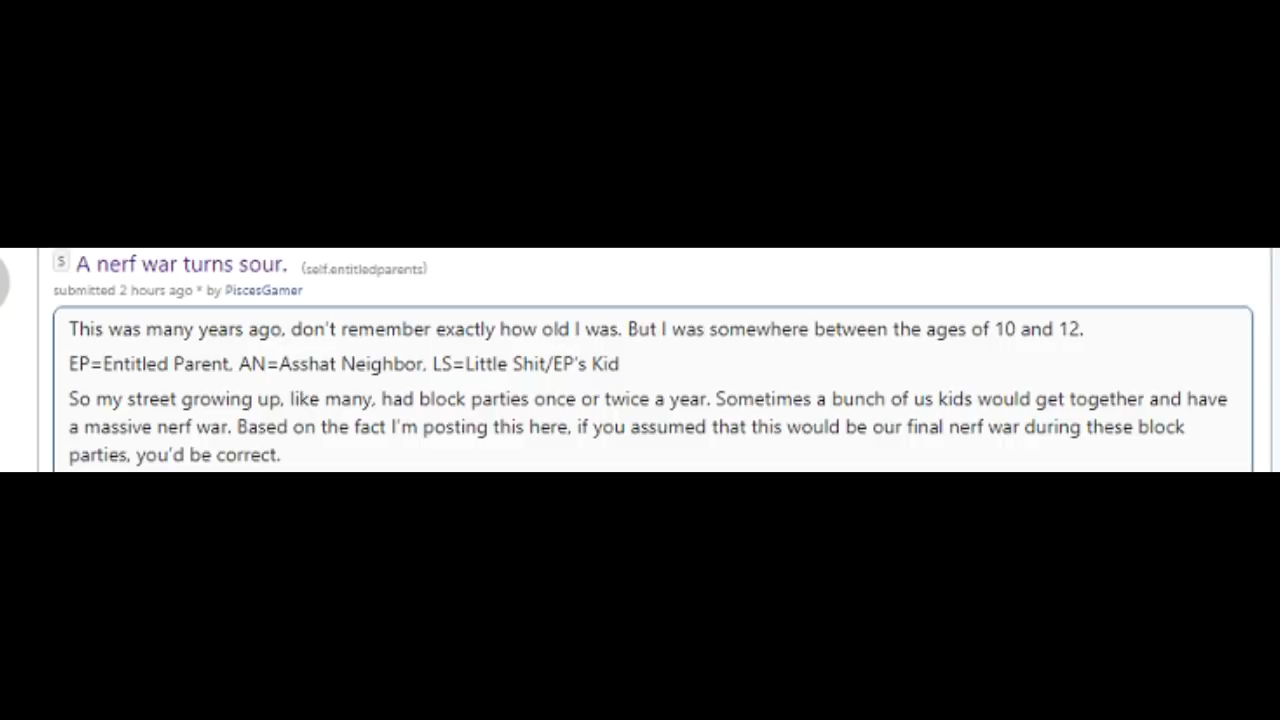 S A nerf war turns sour. (self.entitledparents)
submitted 2 hours ago * by PiscesGamer
This was many years ago, don't remember exactly how old I was. But I was somewhere between the ages of 10 and 12.
EP=Entitled Parent, AN=Asshat Neighbor, LS=Little Shit/EP's Kid
So my street growing up, like many, had block parties once or twice a year. Sometimes a bunch of us kids would get together and have
a massive nerf war. Based on the fact I'm posting this here, if you assumed that this would be our final nerf war during these block
parties, you'd be correct.